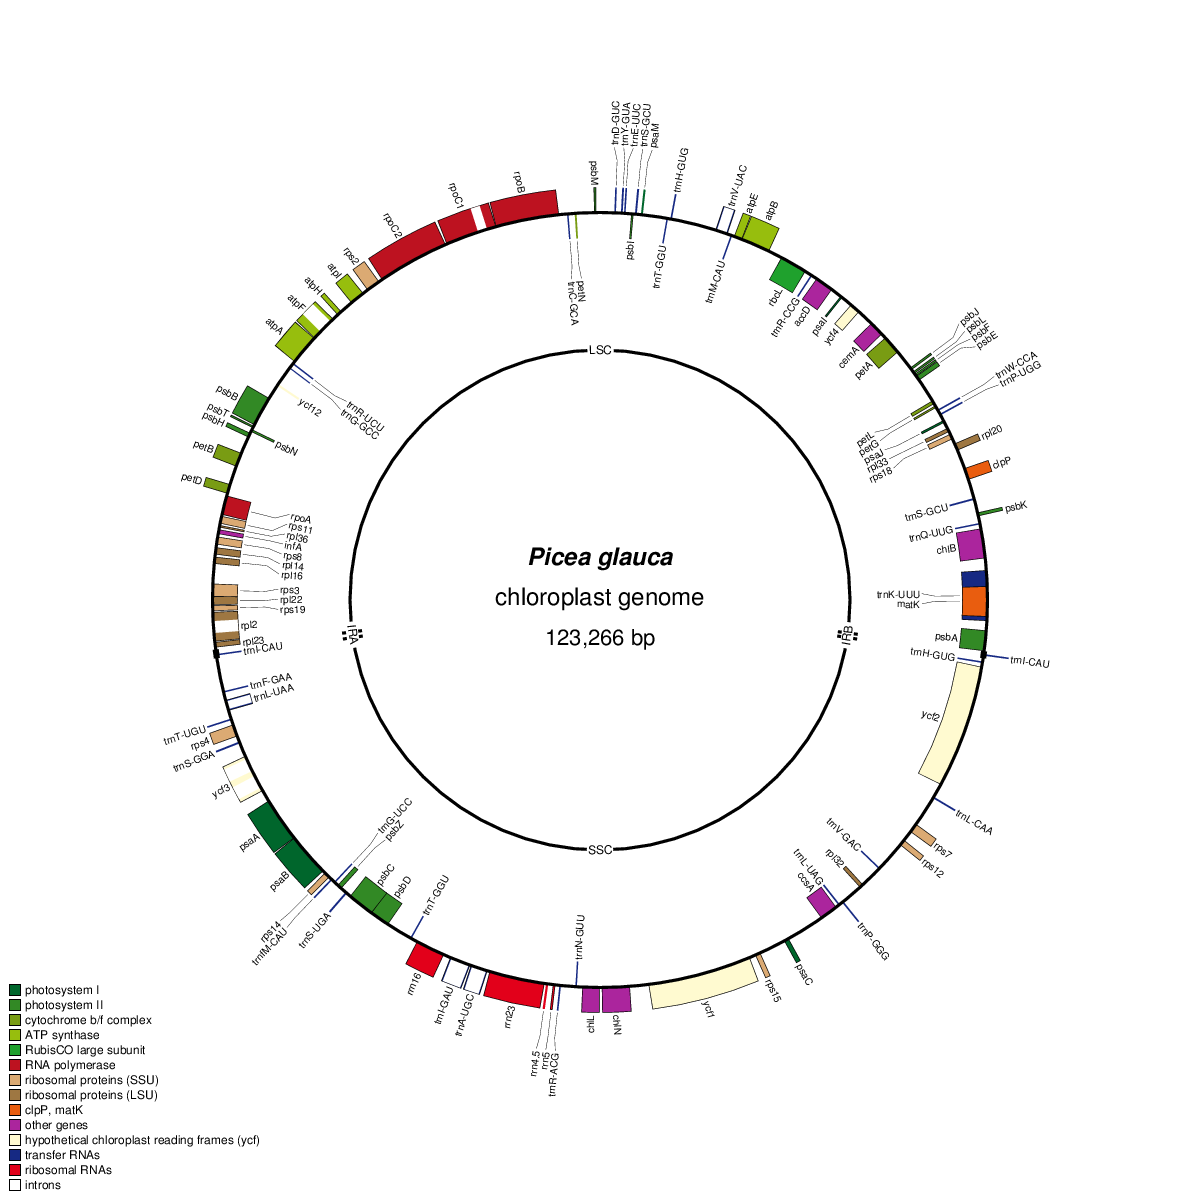 trnD-GUC
trnY-GUA
trnE-UUC
trnS-GCU
psaM
trnH-GUG
trnV-UAC
atpE
atpB
psbM
rpoB
rpoC1
rpoC2
rps2
atpI
atpH
atpF
atpA
psbI
trnT-GGU
trnM-CAU
petN
trnC-GCA
rbcL
trnR-CCG
accD
psaI
ycf4
cemA
petA
psbJ
psbL
psbF
psbE
trnW-CCA
trnP-UGG
petL
petG
psaJ
rpl33
rps18
rpl20
clpP
trnS-GCU
psbK
trnQ-UUG
chlB
trnK-UUU
matK
psbA
trnH-GUG
trnI-CAU
ycf2
trnL-CAA
rps7
rps12
trnV-GAC
rpl32
trnL-UAG
ccsA
trnP-GGG
psaC
rps15
ycf1
chlN
chlL
trnN-GUU
trnR-ACG
rrn5
rrn4.5
rrn23
trnA-UGC
trnI-GAU
rrn16
trnT-GGU
psbD
psbC
psbZ
trnG-UCC
trnS-UGA
trnfM-CAU
rps14
psaB
psaA
ycf3
trnS-GGA
rps4
trnT-UGU
trnL-UAA
trnF-GAA
trnI-CAU
rpl23
rpl2
rps19
rpl22
rps3
rpl16
rpl14
rps8
infA
rpl36
rps11
rpoA
petD
petB
psbN
psbH
psbT
psbB
ycf12
trnG-GCC
trnR-UCU
LSC
IRA
IRB
SSC
Picea glauca
chloroplast genome
123,266 bp
photosystem I
photosystem II
cytochrome b/f complex
ATP synthase
RubisCO large subunit
RNA polymerase
ribosomal proteins (SSU)
ribosomal proteins (LSU)
clpP, matK
other genes
hypothetical chloroplast reading frames (ycf)
transfer RNAs
ribosomal RNAs
introns